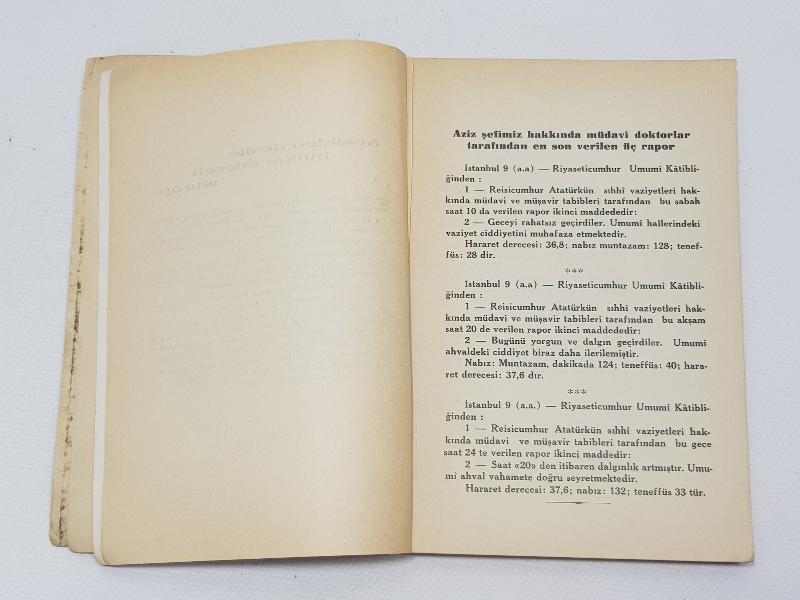 Aziz şefimiz hakkında müdavi doktorlar
tarafından en son verilen üç rapor
İstanbul 9 (a.a) — Riyaseticumhur Umumî Kâtibli-
ğinden :
1 — Reisicumhur Atatürkün sıhhî vaziyetleri hak-
kında müdavi ve müşavir tabibleri tarafından bu sabah
saat 10 da verilen rapor ikinci maddededir:
2 — Geceyi rahatsız geçirdiler. Umumî hallerindeki
vaziyet ciddiyetini muhafaza etmektedir.
Hararet derecesi: 36,8; nabız muntazam: 128; tenef-
füs: 28 dir.
***
İstanbul 9 (a.a) — Riyaseticumhur Umumî Kâtibli-
ğinden :
1 — Reisicumhur Atatürkün sıhhî vaziyetleri hak-
kında müdavi ve müşavir tabibleri tarafından bu akşam
saat 20 de verilen rapor ikinci maddededir:
2 — Bugünü yorgun ve dalgın geçirdiler. Umumî
ahvaldeki ciddiyet biraz daha ilerilemiştir.
Nabız: Muntazam, dakikada 124; teneffüs: 40; hara-
ret derecesi: 37,6 dır.
***
İstanbul 9 (a.a.) — Riyaseticumhur Umumî Kâtibli-
ğinden :
1 — Reisicumhur Atatürkün sıhhî vaziyetleri hak-
kında müdavi ve müşavir tabibleri tarafından bu gece
saat 24 te verilen rapor ikinci maddedir:
2 — Saat «20» den itibaren dalgınlık artmıştır. Umu-
mî ahval vahamete doğru seyretmektedir.
Hararet derecesi: 37,6; nabız: 132; teneffüs 33 tür.